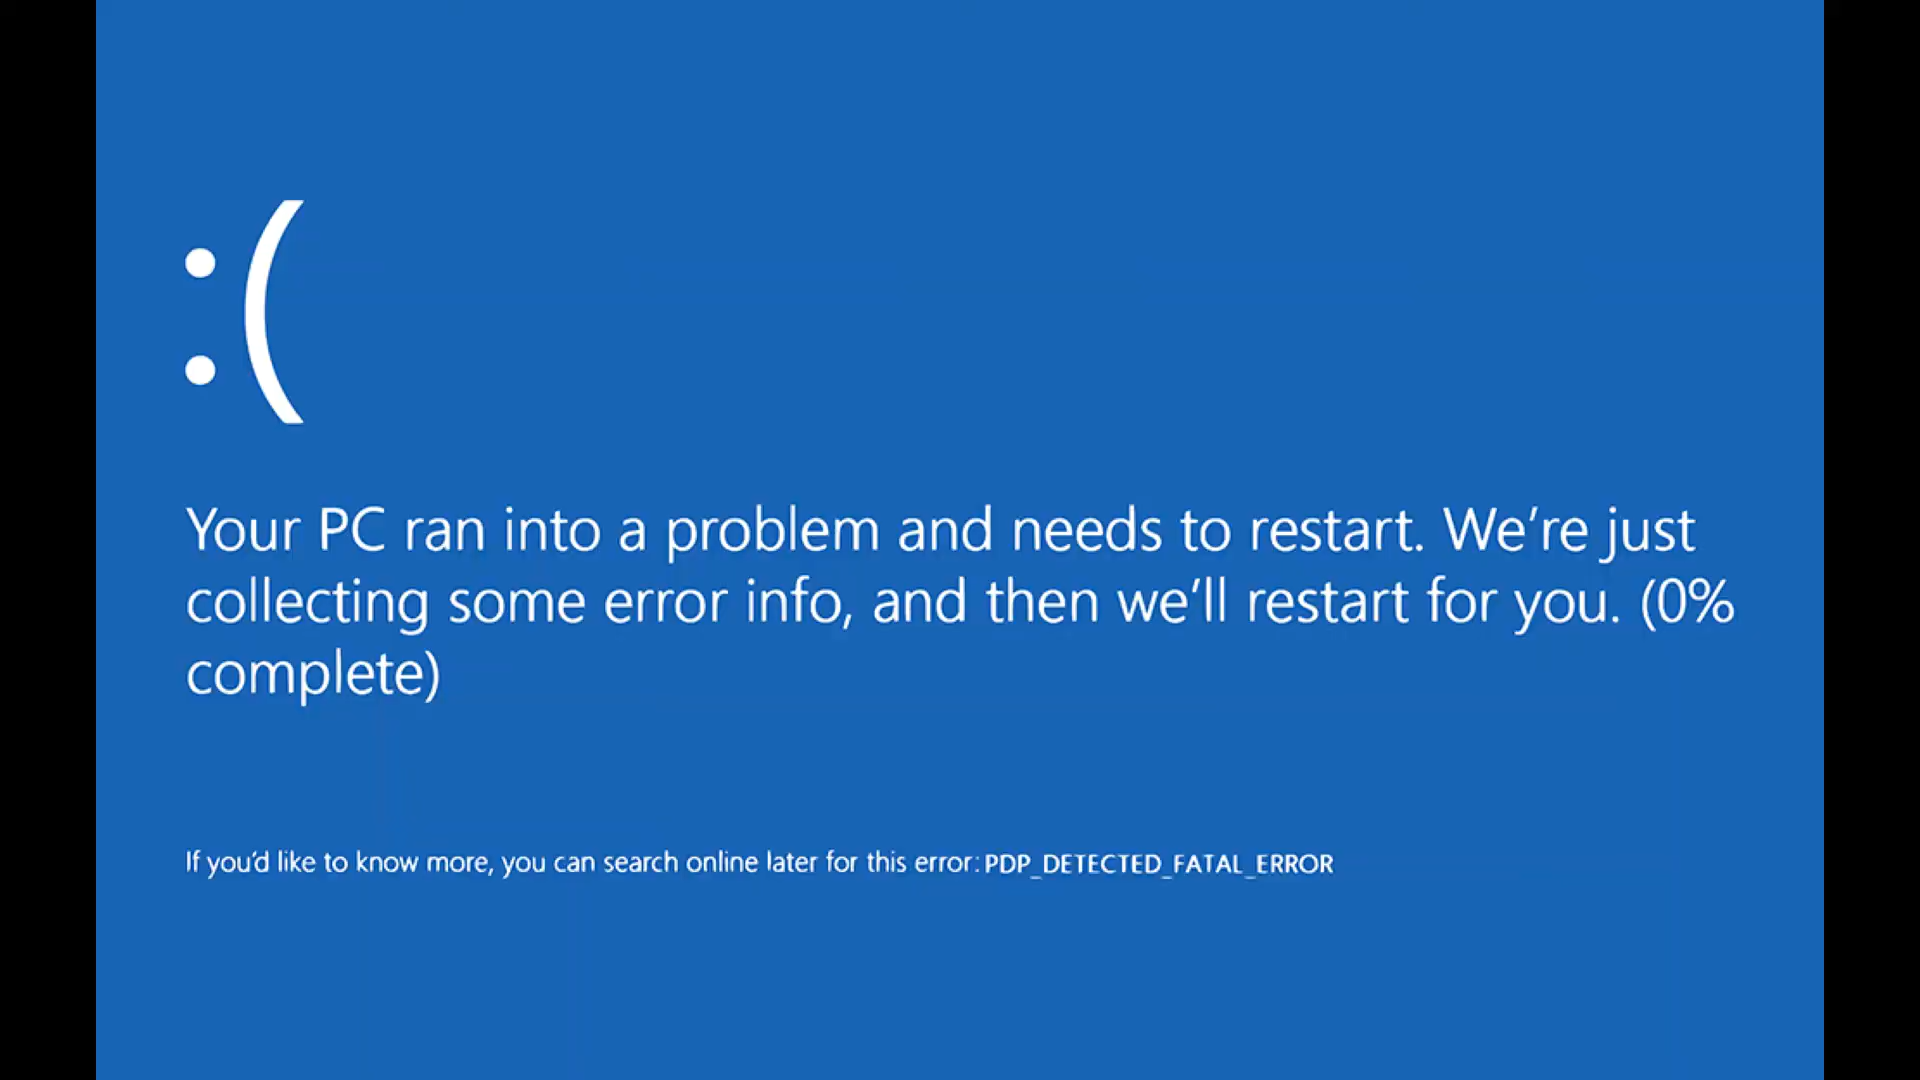 :(
Your PC ran into a problem and needs to restart. We’re just
collecting some error info, and then we’ll restart for you. (0%
complete)
If you’d like to know more, you can search online later for this error: PDP_DETECTED_FATAL_ERROR